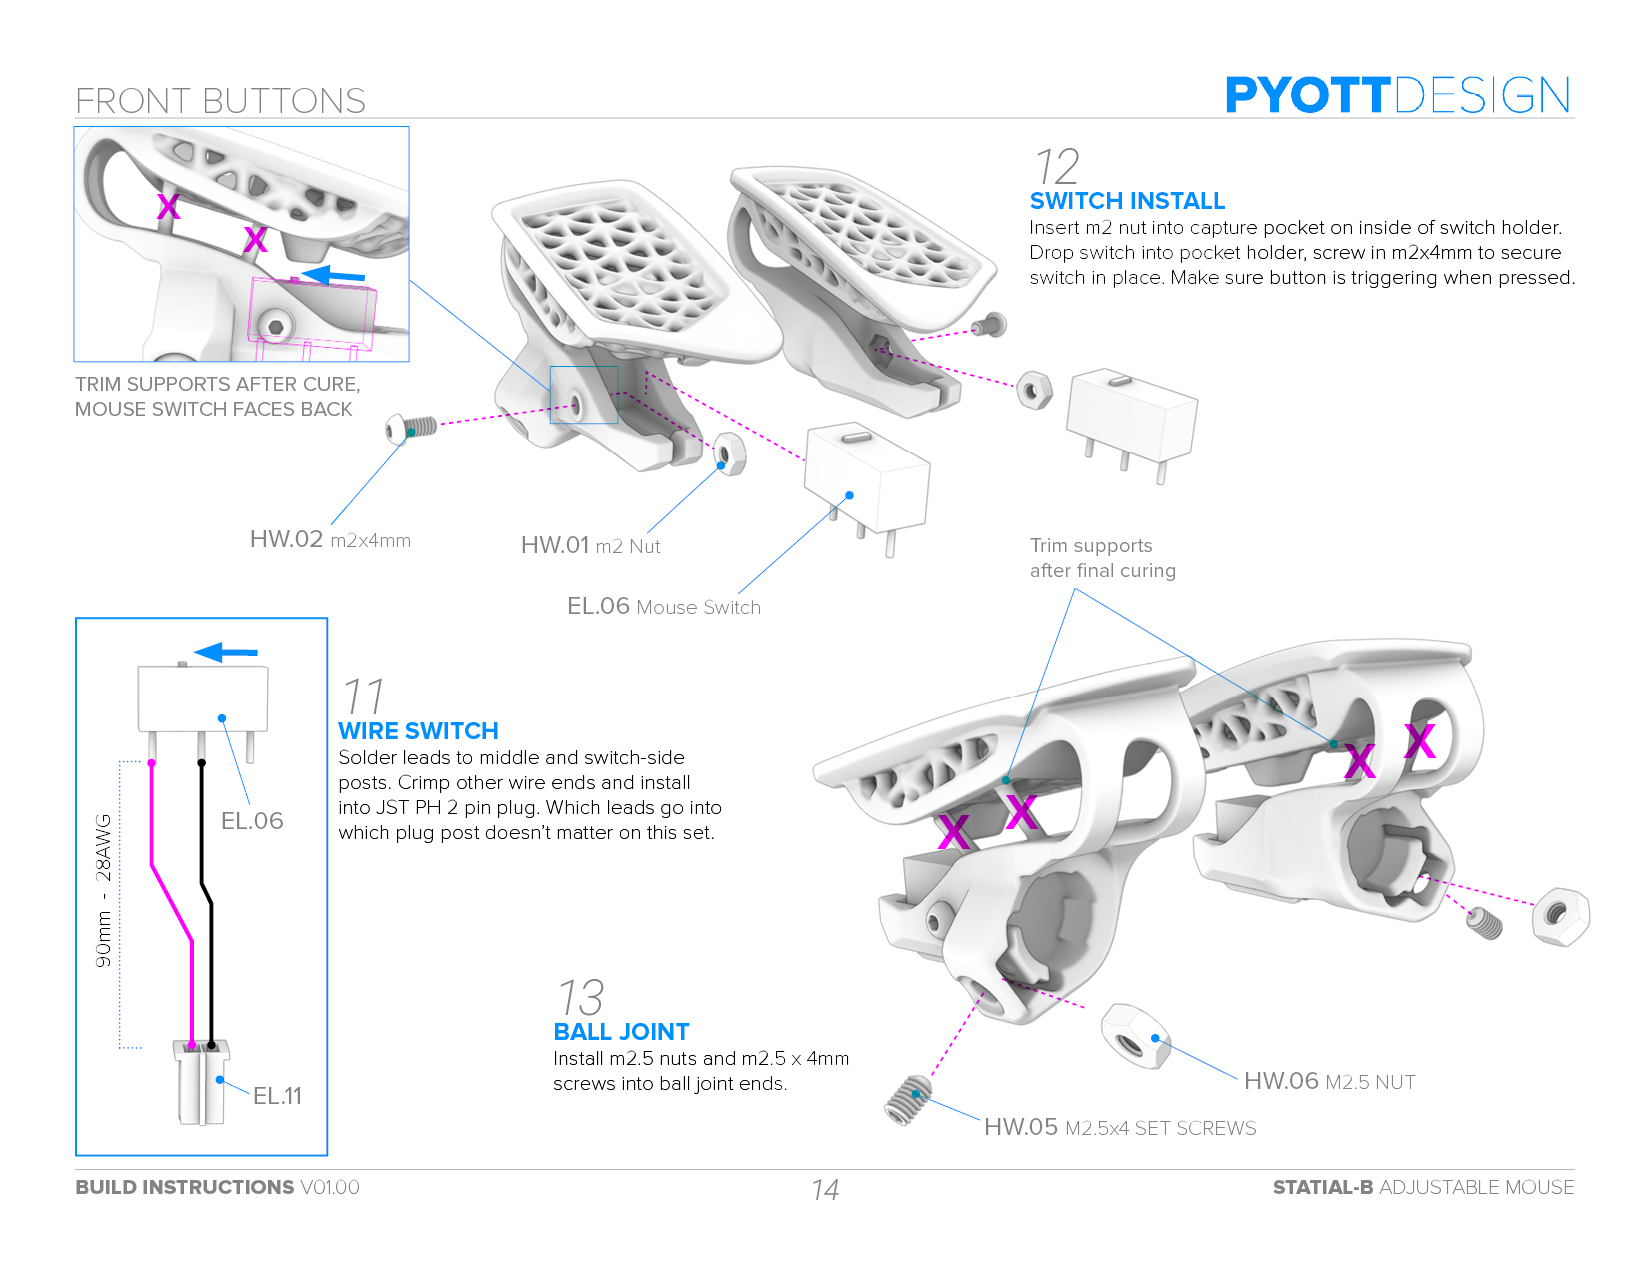 FRONT BUTTONS
PYOTTDESIGN
X
X
TRIM SUPPORTS AFTER CURE,
MOUSE SWITCH FACES BACK
12
SWITCH INSTALL
Insert m2 nut into capture pocket on inside of switch holder.
Drop switch into pocket holder, screw in m2x4mm to secure
switch in place. Make sure button is triggering when pressed.
HW.02 m2x4mm
HW.01 m2 Nut
EL.06 Mouse Switch
Trim supports
after final curing
11
WIRE SWITCH
Solder leads to middle and switch-side
posts. Crimp other wire ends and install
into JST PH 2 pin plug. Which leads go into
which plug post doesn't matter on this set.
EL.06
90mm - 28AWG
EL.11
X
X
X
X
13
BALL JOINT
Install m2.5 nuts and m2.5 x 4mm
screws into ball joint ends.
HW.06 M2.5 NUT
HW.05 M2.5x4 SET SCREWS
BUILD INSTRUCTIONS V01.00
14
STATIAL-B ADJUSTABLE MOUSE